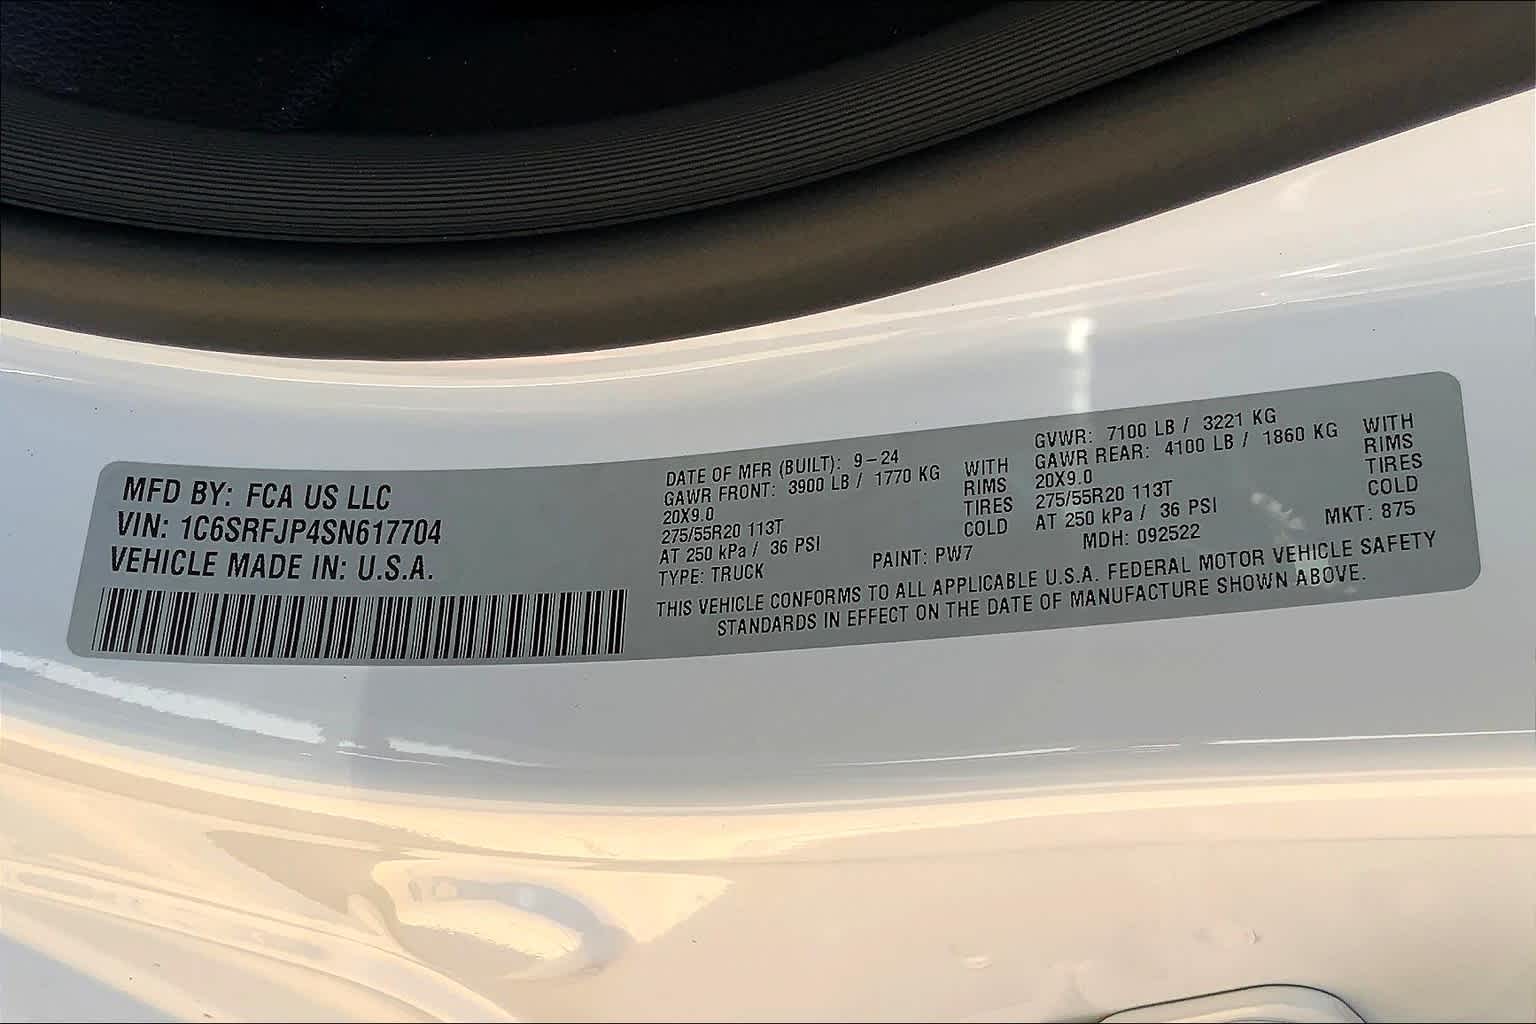 MFD BY: FCA US LLC
VIN: 1C6SRFJP4SN617704
VEHICLE MADE IN: U.S.A.
DATE OF MFR (BUILT): 9-24
GAWR FRONT: 3900 LB / 1770 KG WITH
20X9.0 RIMS
275/55R20 113T TIRES
AT 250 kPa / 36 PSI COLD
TYPE: TRUCK PAINT: PW7
GVWR: 7100 LB / 3221 KG
GAWR REAR: 4100 LB / 1860 KG WITH
20X9.0 RIMS
275/55R20 113T TIRES
AT 250 kPa / 36 PSI COLD
MDH: 092522 MKT: 875
THIS VEHICLE CONFORMS TO ALL APPLICABLE U.S.A. FEDERAL MOTOR VEHICLE SAFETY
STANDARDS IN EFFECT ON THE DATE OF MANUFACTURE SHOWN ABOVE.